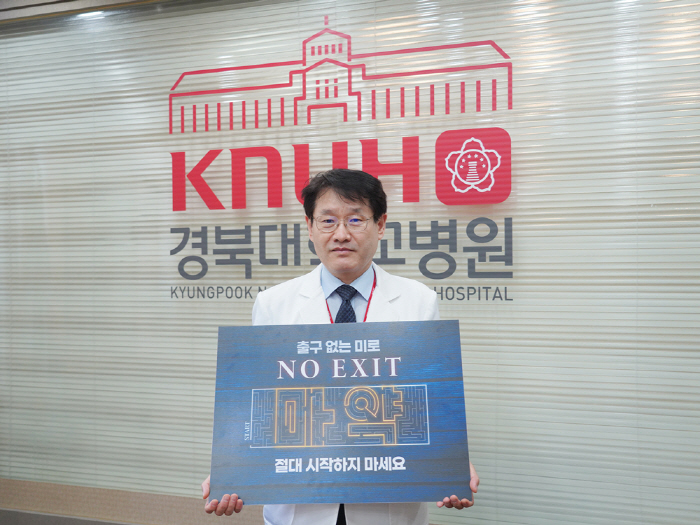 KNUH
경북대 교병원
KYUNGPOOK N HOSPITAL
출구 없는 미로
NO EXIT
START
마약
절대 시작하지 마세요